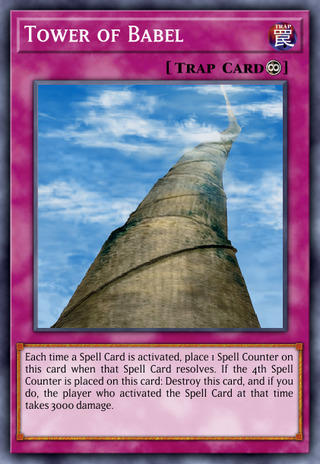 Tower of Babel
TRAP
罠
[Trap Card♾]
Each time a Spell Card is activated, place 1 Spell Counter on
this card when that Spell Card resolves. If the 4th Spell
Counter is placed on this card: Destroy this card, and if you
do, the player who activated the Spell Card at that time
takes 3000 damage.